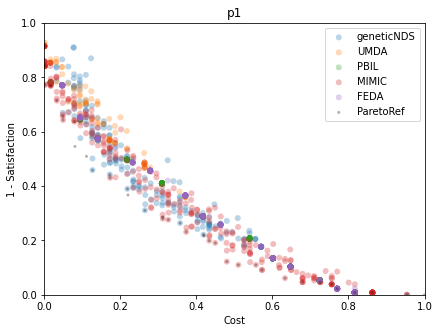 p1
1 - Satisfaction
1.0
0.8
0.6
0.4
0.2
0.0
0.0 0.2 0.4 0.6 0.8 1.0
Cost
geneticNDS
UMDA
PBIL
MIMIC
FEDA
ParetoRef